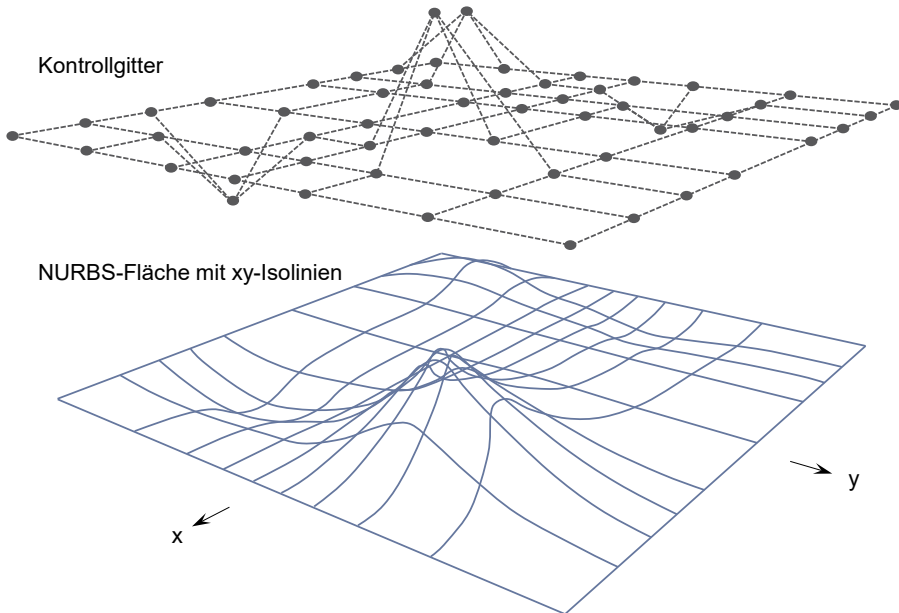 Kontrollgitter
NURBS-Fläche mit xy-Isolinien
y
x